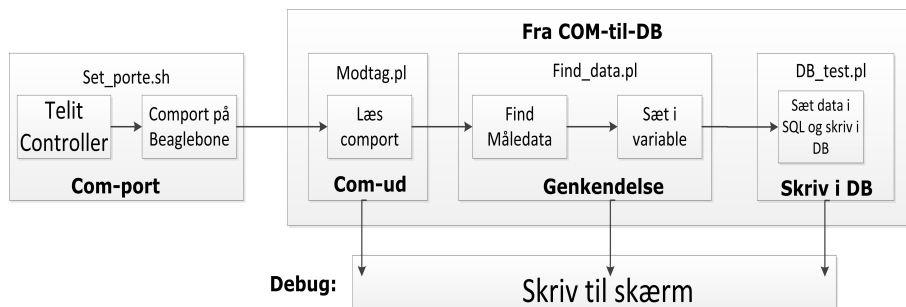 Fra COM-til-DB
Set_porte.sh
Telit
Controller
Comport på
Beaglebone
Com-port
Modtag.pl
Læs
comport
Com-ud
Find_data.pl
Find
Måledata
Sæt i
variable
Genkendelse
DB_test.pl
Sæt data i
SQL og skriv i
DB
Skriv i DB
Debug:
Skriv til skærm